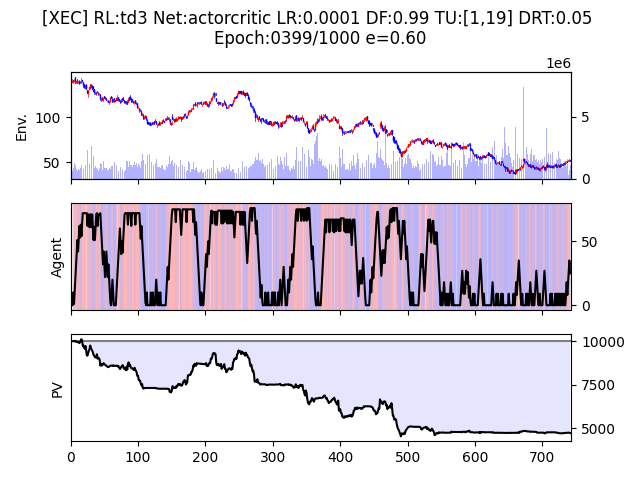 [XEC] RL:td3 Net:actorcritic LR:0.0001 DF:0.99 TU:[1,19] DRT:0.05
Epoch:0399/1000 e=0.60
1e6
Env.
100
50
5
0
Agent
50
0
PV
10000
7500
5000
0 100 200 300 400 500 600 700